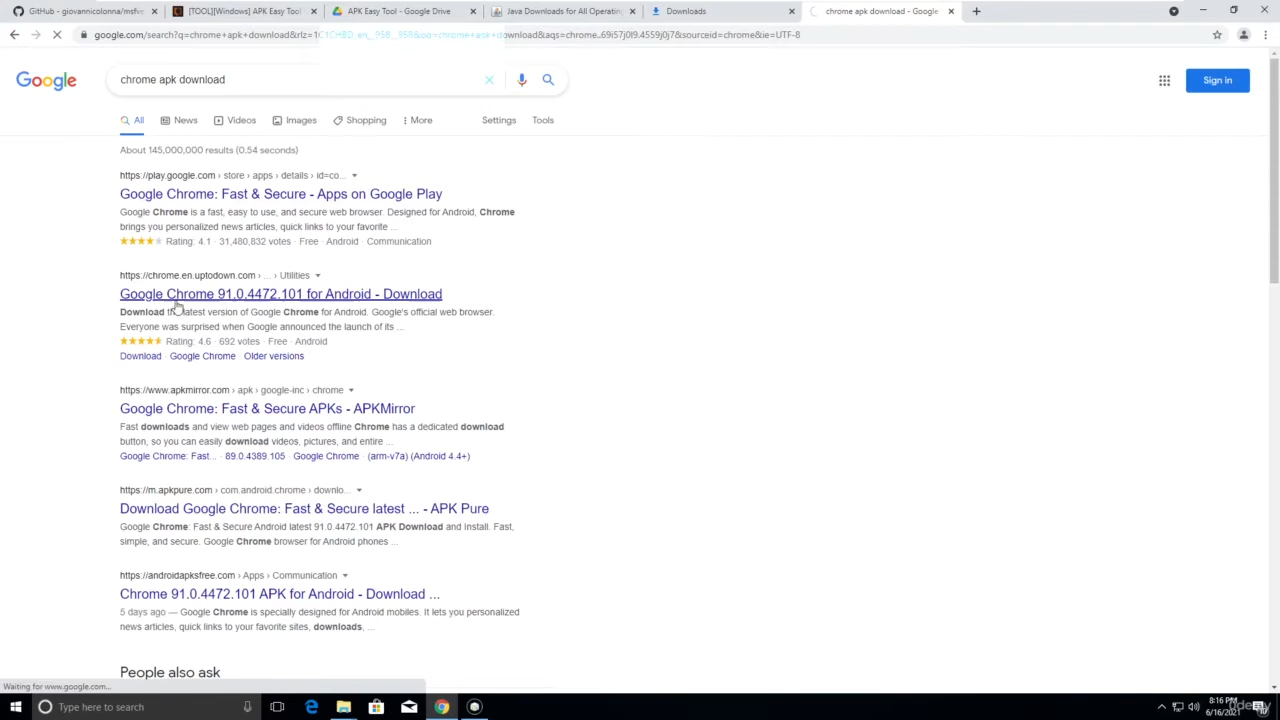 GitHub - giovannicolonna/msfve
[TOOL][Windows] APK Easy Tool
APK Easy Tool - Google Drive
Java Downloads for All Operating
Downloads
chrome apk download - Google
google.com/search?q=chrome+apk+download&rlz=1C1CHBD_en__958__958&oq=chrome+apk+download&aqs=chrome..69i57j0l9.4559j0j7&sourceid=chrome&ie=UTF-8
Google
chrome apk download
Sign in
All
News
Videos
Images
Shopping
More
Settings
Tools
About 145,000,000 results (0.54 seconds)
https://play.google.com › store › apps › details › id=co...
Google Chrome: Fast & Secure - Apps on Google Play
Google Chrome is a fast, easy to use, and secure web browser. Designed for Android, Chrome
brings you personalized news articles, quick links to your favorite ...
Rating: 4.1 · 31,480,832 votes · Free · Android · Communication
https://chrome.en.uptodown.com › ... › Utilities
Google Chrome 91.0.4472.101 for Android - Download
Download the latest version of Google Chrome for Android. Google's official web browser.
Everyone was surprised when Google announced the launch of its ...
Rating: 4.6 · 692 votes · Free · Android
Download · Google Chrome · Older versions
https://www.apkmirror.com › apk › google-inc › chrome
Google Chrome: Fast & Secure APKs - APKMirror
Fast downloads and view web pages and videos offline Chrome has a dedicated download
button, so you can easily download videos, pictures, and entire ...
Google Chrome: Fast... · 89.0.4389.105 · Google Chrome · (arm-v7a) (Android 4.4+)
https://m.apkpure.com › com.android.chrome › downlo...
Download Google Chrome: Fast & Secure latest ... - APK Pure
Google Chrome: Fast & Secure Android latest 91.0.4472.101 APK Download and Install. Fast,
simple, and secure. Google Chrome browser for Android phones ...
https://androidapksfree.com › Apps › Communication
Chrome 91.0.4472.101 APK for Android - Download ...
5 days ago — Google Chrome is specially designed for Android mobiles. It lets you personalized
news articles, quick links to your favorite sites, downloads, ...
People also ask
Waiting for www.google.com...
Type here to search
8:16 PM
6/16/2021
Udemy